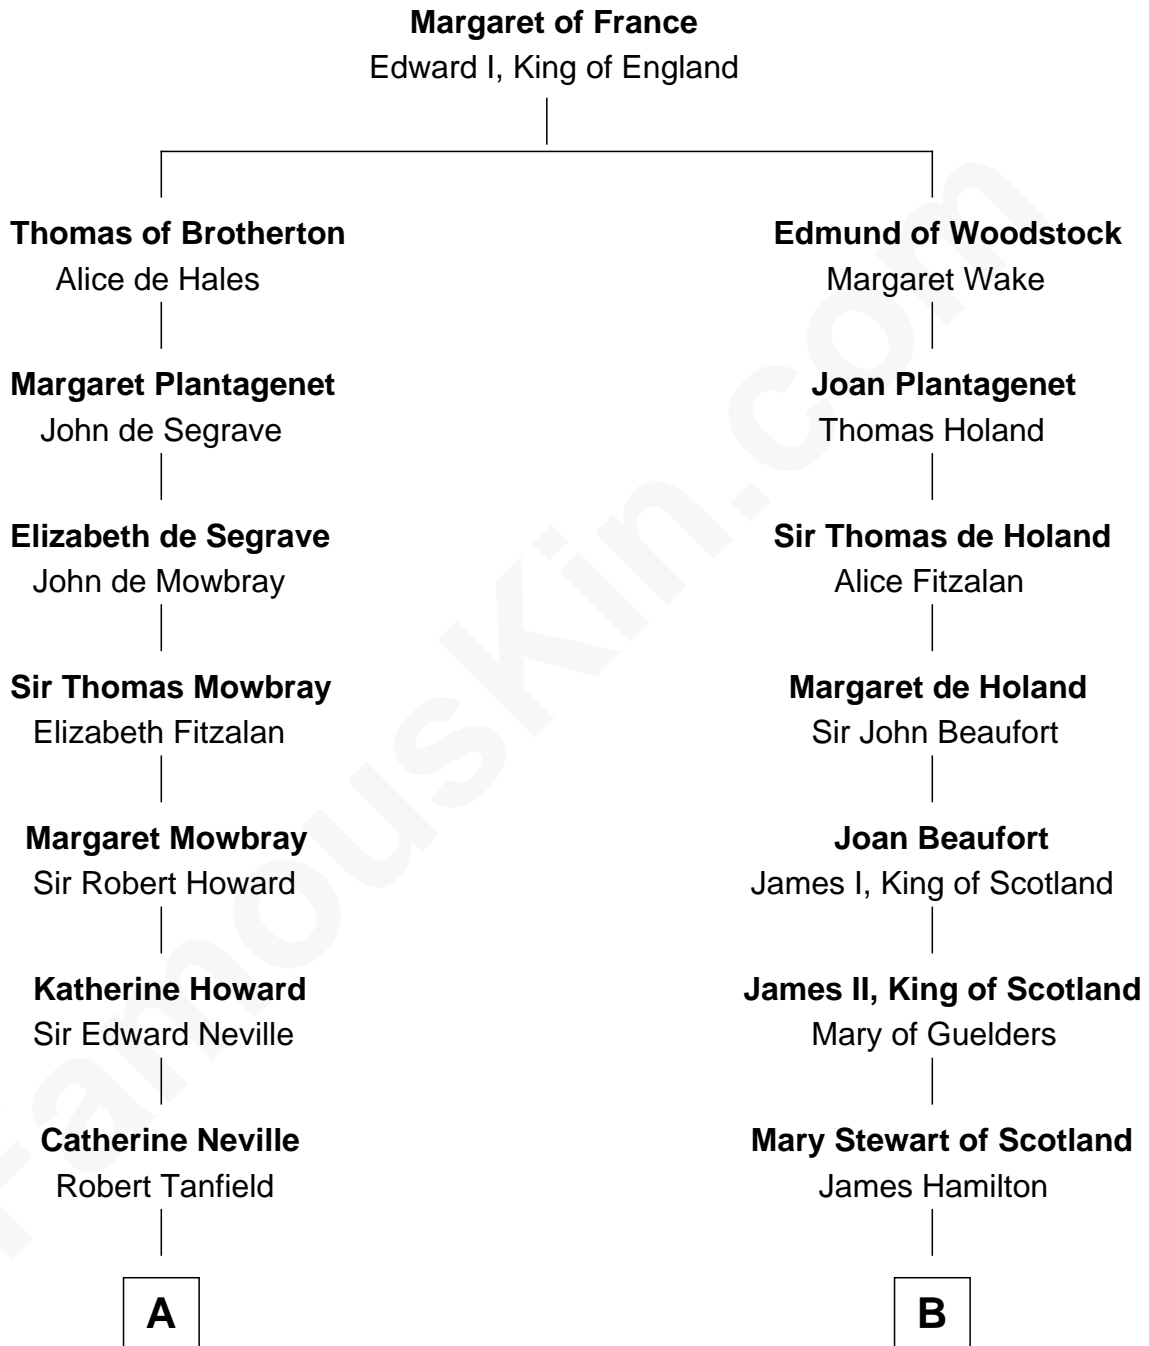 Margaret of France
Edward I, King of England
Thomas of Brotherton
Alice de Hales
Edmund of Woodstock
Margaret Wake
Margaret Plantagenet
John de Segrave
Joan Plantagenet
Thomas Holand
Elizabeth de Segrave
John de Mowbray
Sir Thomas de Holand
Alice Fitzalan
Sir Thomas Mowbray
Elizabeth Fitzalan
Margaret de Holand
Sir John Beaufort
Margaret Mowbray
Sir Robert Howard
Joan Beaufort
James I, King of Scotland
Katherine Howard
Sir Edward Neville
James II, King of Scotland
Mary of Guelders
Catherine Neville
Robert Tanfield
Mary Stewart of Scotland
James Hamilton
A
B
FamousKin.com